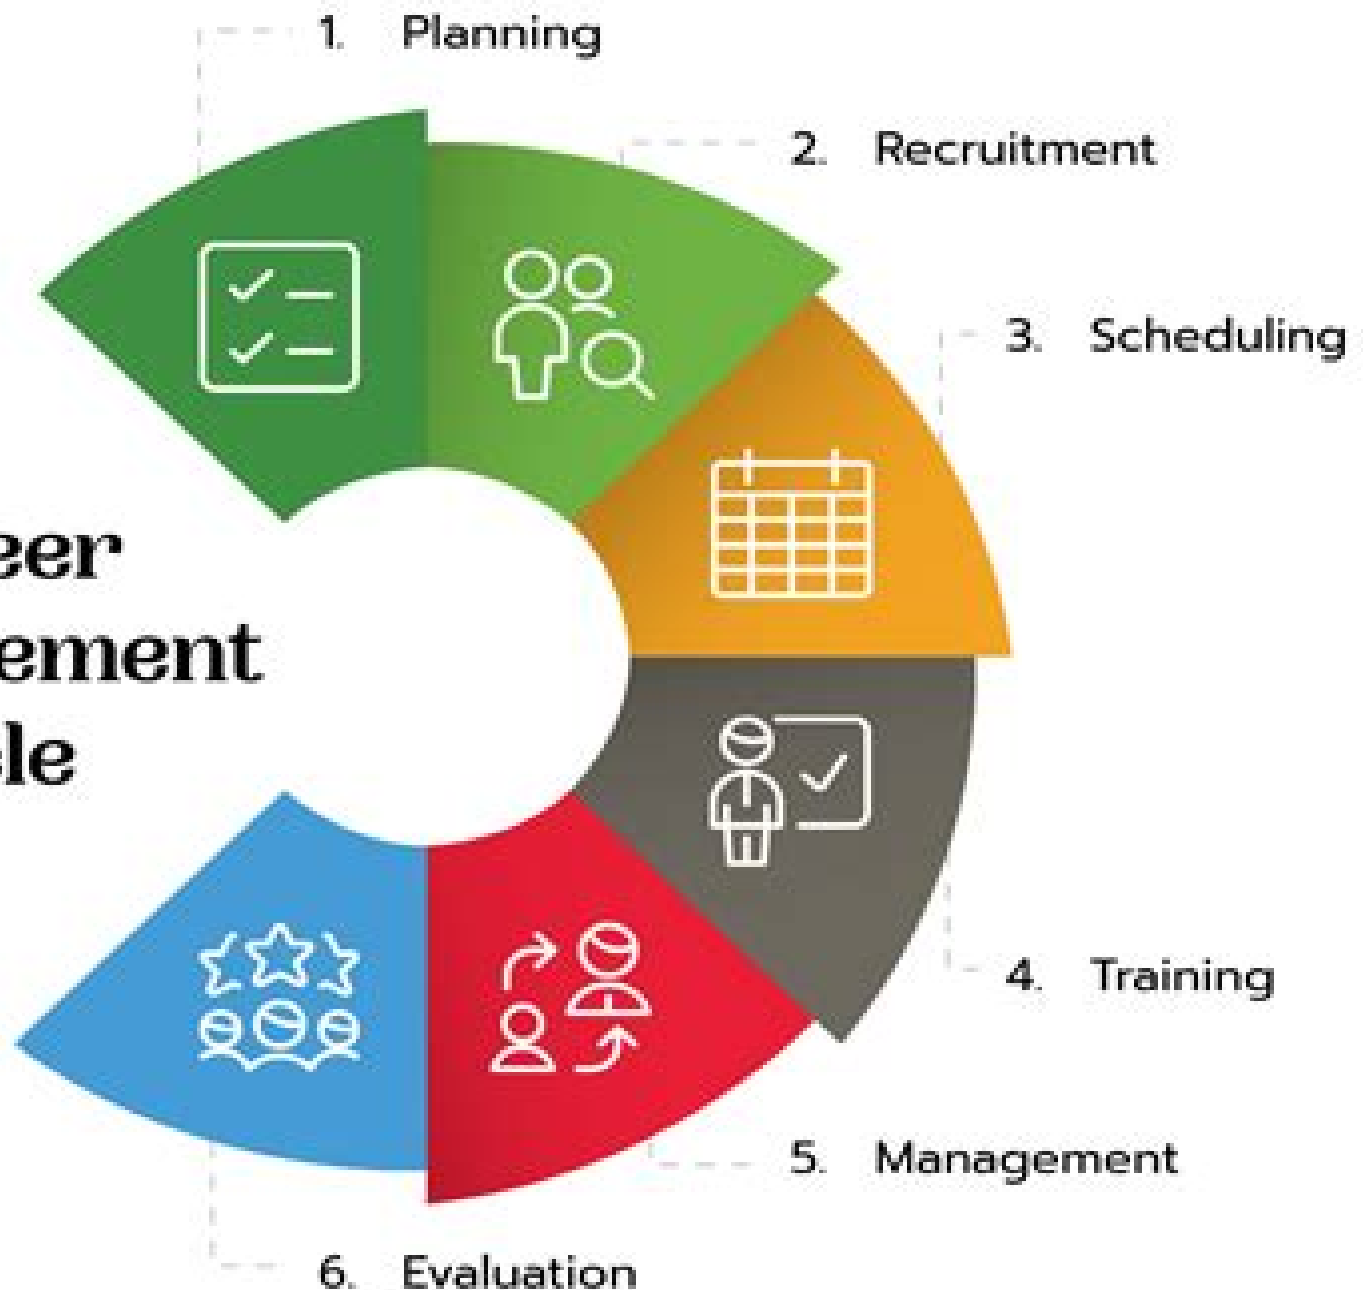 1. Planning
2. Recruitment
3. Scheduling
eer
ement
le
4. Training
5. Management
6. Evaluation